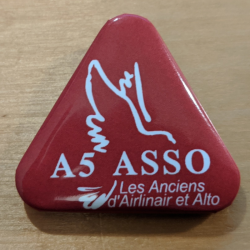 A5 ASSO
Les Anciens
d'Airlinair et Alto